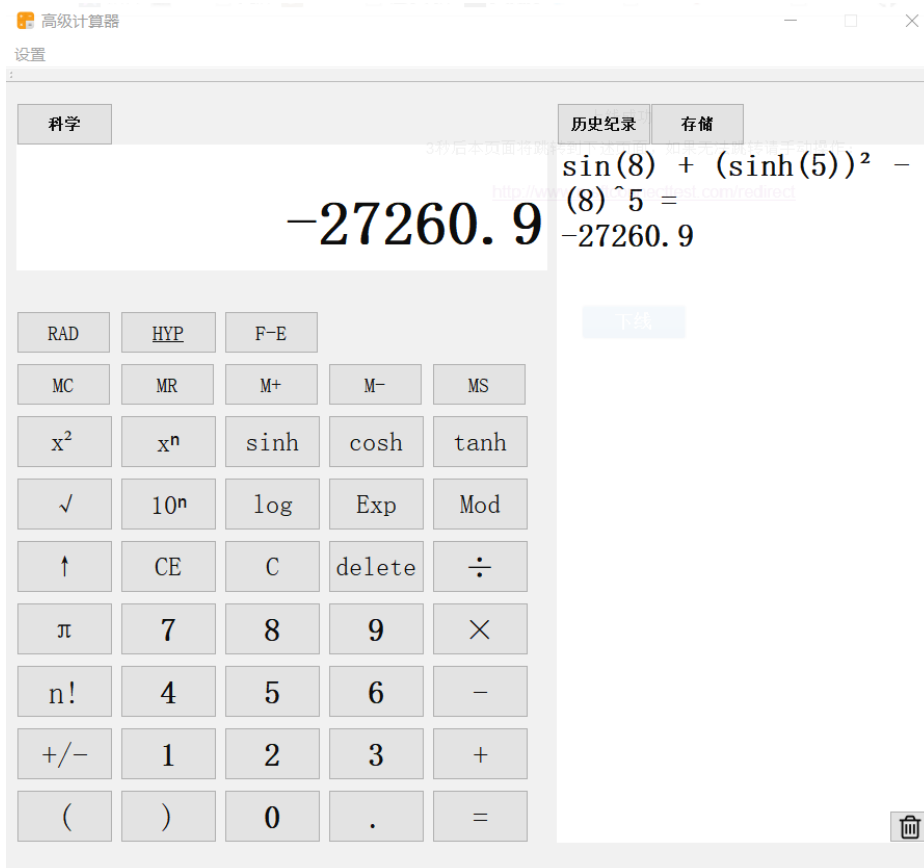 高级计算器
设置
科学
历史纪录 存储
-27260.9
sin(8) + (sinh(5))² -
(8)^5 =
-27260.9
下线
RAD HYP F-E
MC MR M+ M- MS
x² xⁿ sinh cosh tanh
√ 10ⁿ log Exp Mod
↑ CE C delete ÷
π 7 8 9 ×
n! 4 5 6 -
+/- 1 2 3 +
( ) 0 . =